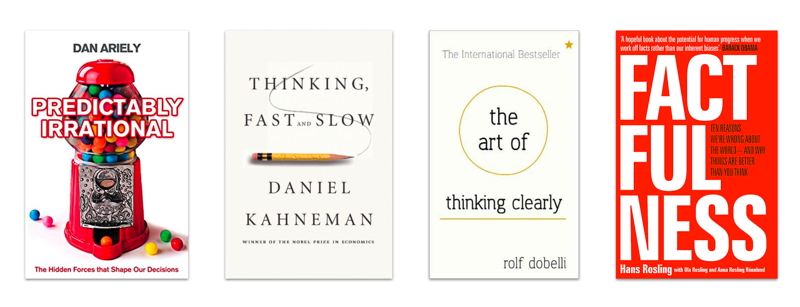 DAN ARIELY
PREDICTABLY
IRRATIONAL
The Hidden Forces that Shape Our Decisions
THINKING,
FAST AND SLOW
DANIEL
KAHNEMAN
WINNER OF THE NOBEL PRIZE IN ECONOMICS
The International Bestseller
the
art of
thinking clearly
rolf dobelli
'A hopeful book about the potential for human progress when we
work off facts rather than our inherent biases' BARACK OBAMA
FACT
FUL
NESS
TEN REASONS
WE'RE WRONG ABOUT
THE WORLD – AND WHY
THINGS ARE BETTER
THAN YOU THINK
Hans Rosling with Ola Rosling and Anna Rosling Rönnlund